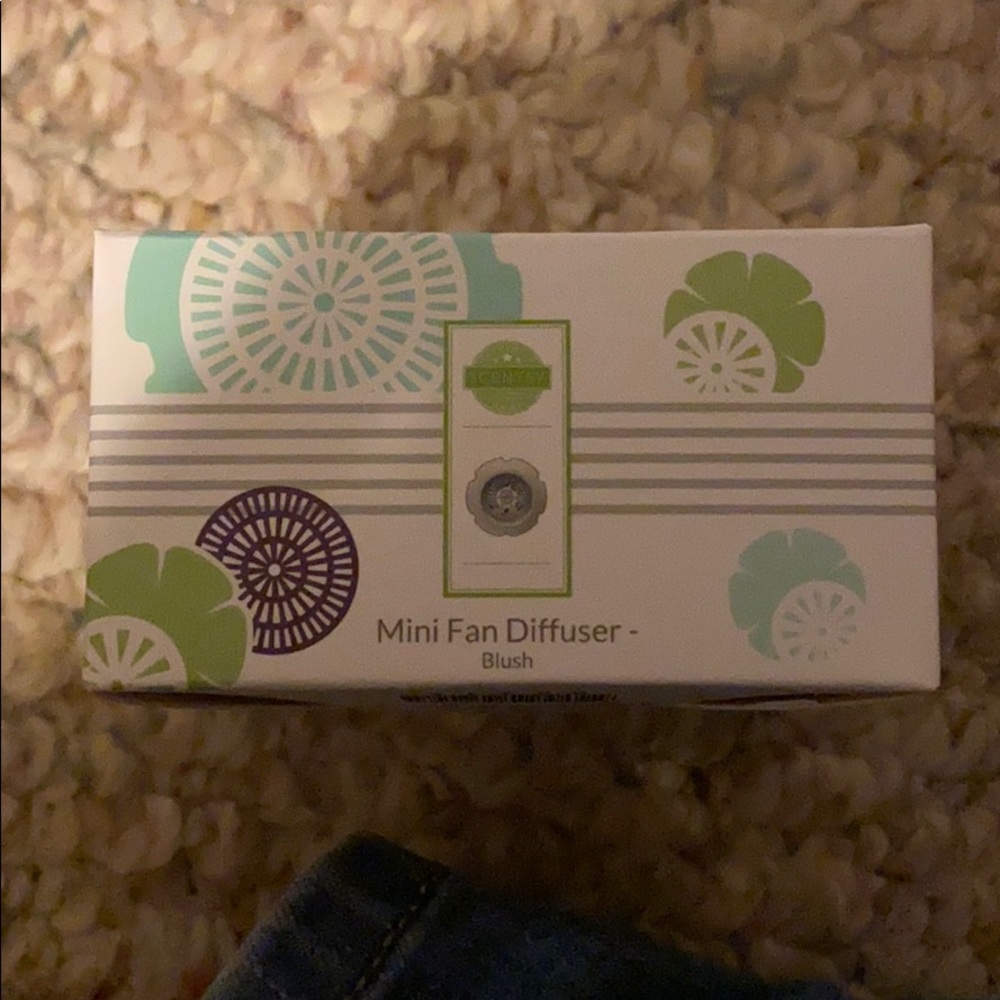 SCENTSY
Mini Fan Diffuser -
Blush